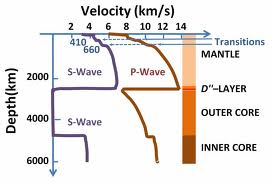 Velocity (km/s)
2 4 6 8 10 12 14
410
660
Transitions
MANTLE
2000
S-Wave P-Wave
D"–LAYER
Depth(km)
OUTER CORE
4000
S-Wave
INNER CORE
6000